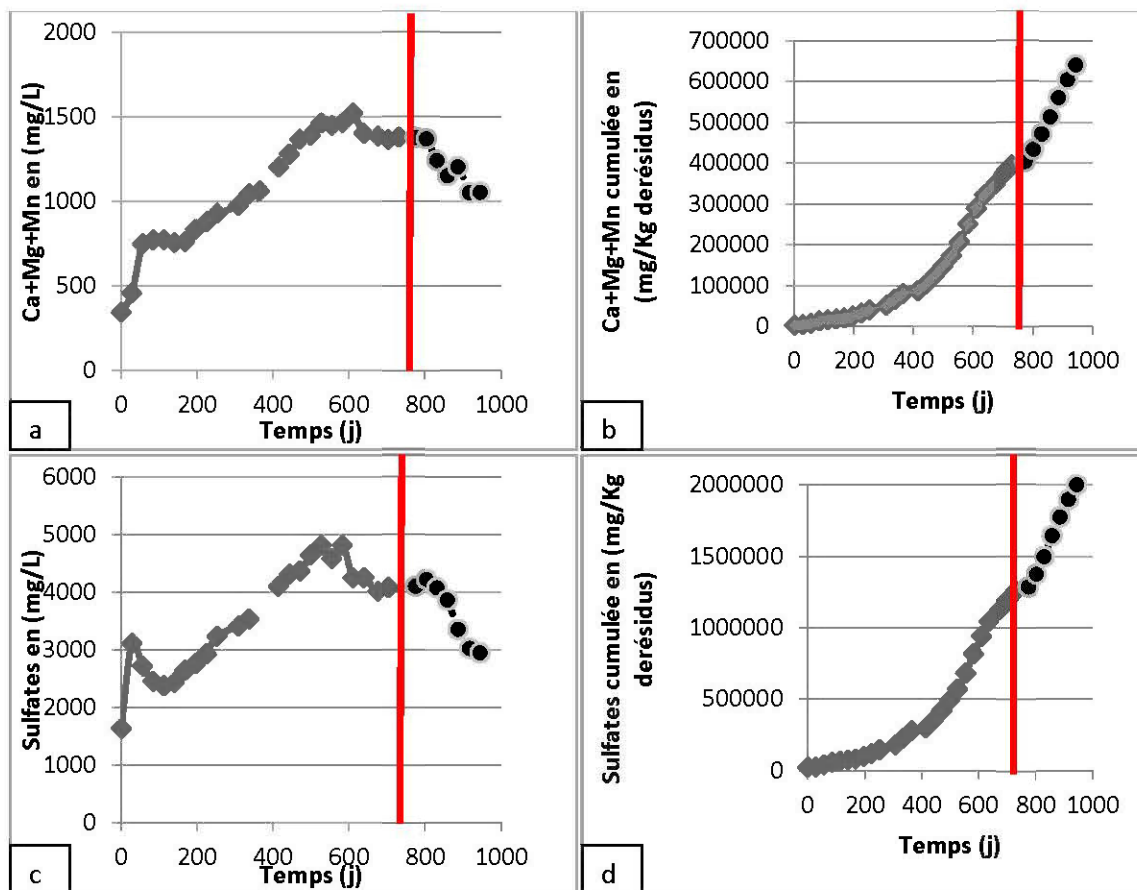 2000
1500
1000
500
0
Ca+Mg+Mn en (mg/L)
0 200 400 600 800 1000
Temps (j)
a
700000
600000
500000
400000
300000
200000
100000
0
Ca+Mg+Mn cumulée en
(mg/Kg derésidus)
0 200 400 600 800 1000
Temps (j)
b
6000
5000
4000
3000
2000
1000
0
Sulfates en (mg/L)
0 200 400 600 800 1000
Temps (j)
c
2000000
1500000
1000000
500000
0
Sulfates cumulée en (mg/Kg
derésidus)
0 200 400 600 800 1000
Temps (j)
d